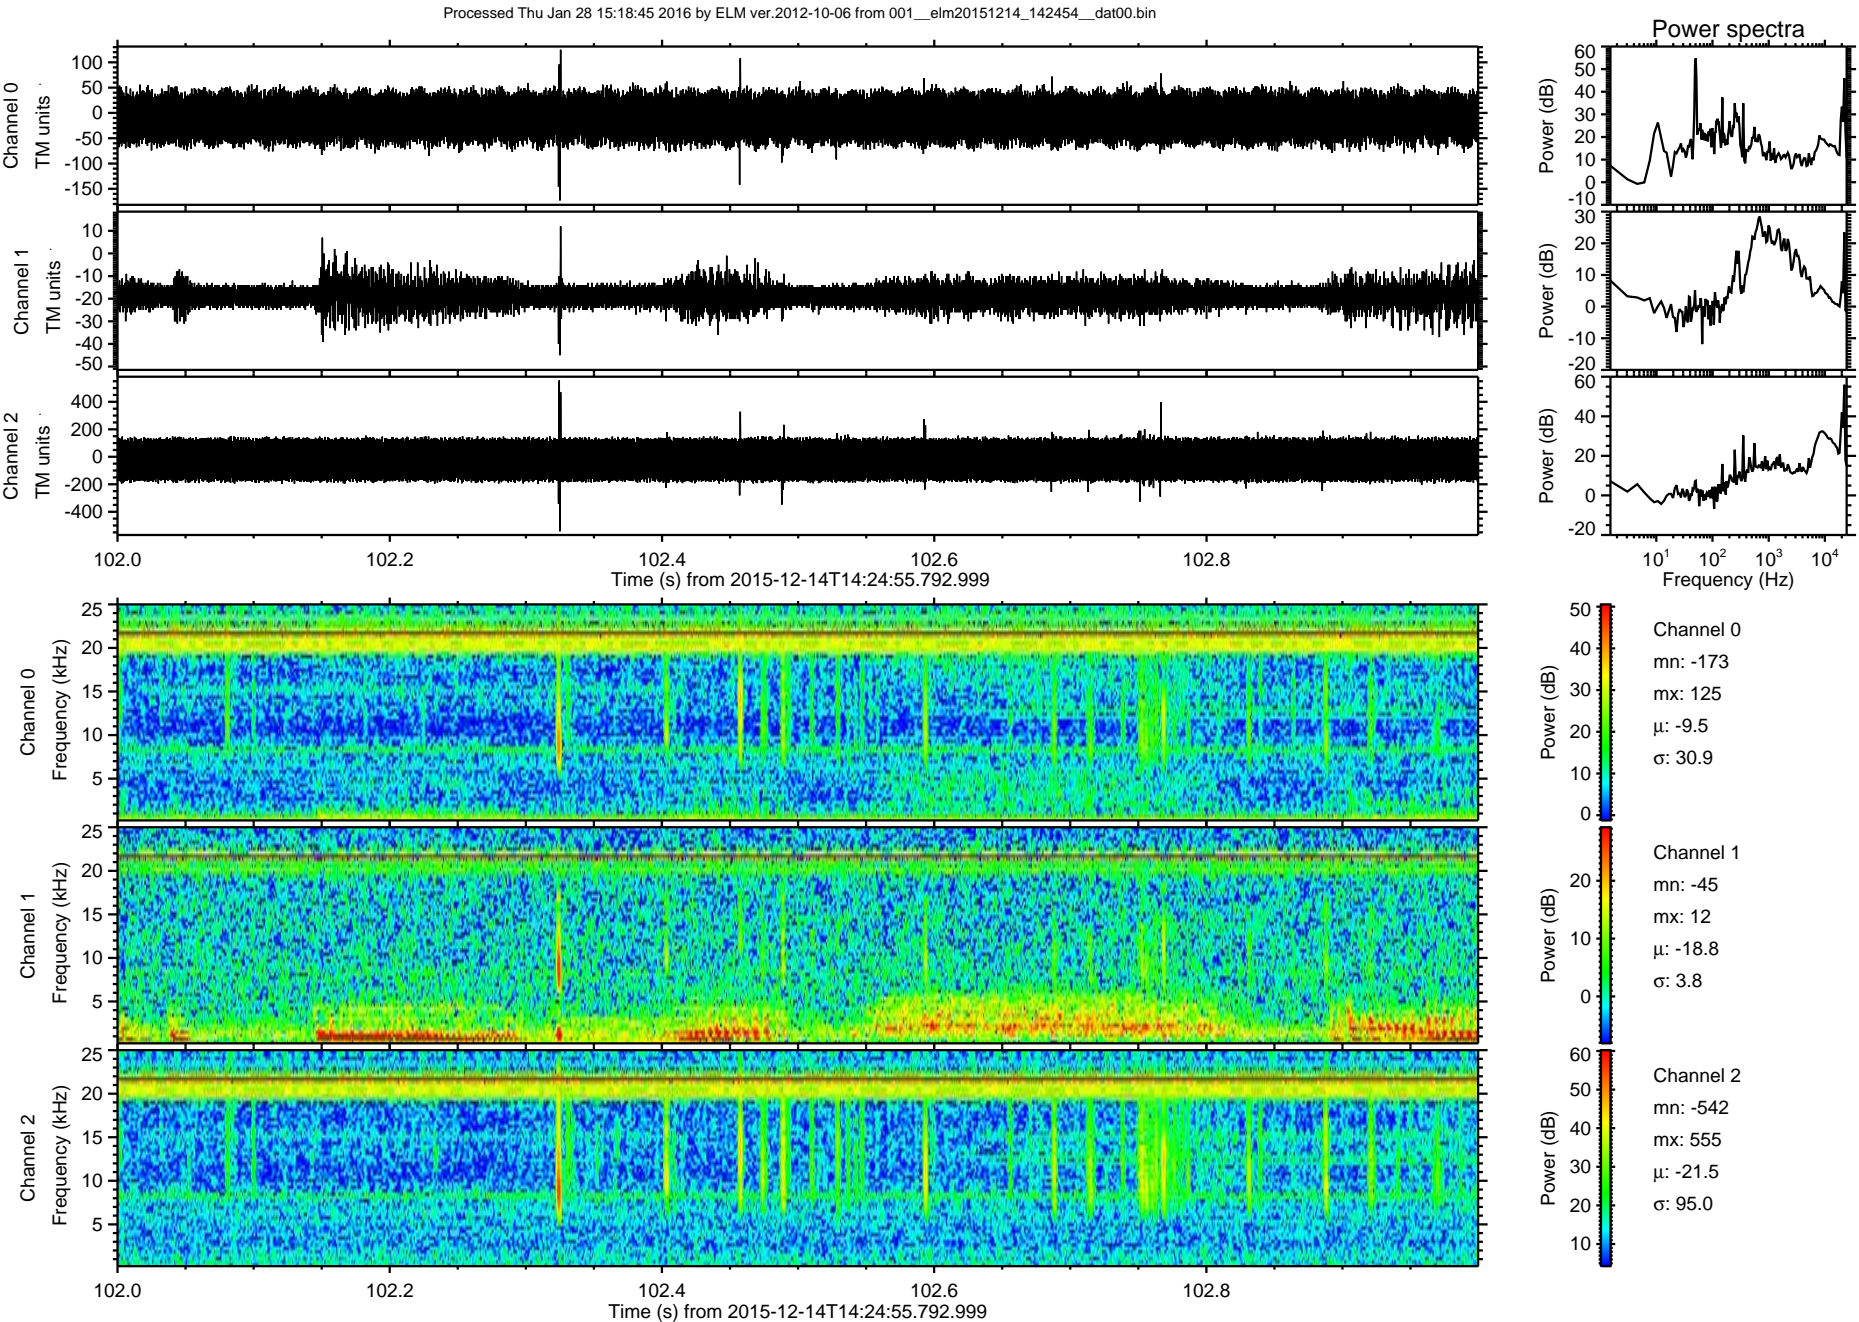 Processed Thu Jan 28 15:18:45 2016 by ELM ver.2012-10-06 from 001__elm20151214_142454__dat00.bin
Power spectra
Channel 0
TM units
100
50
0
-50
-100
-150
Power (dB)
60
50
40
30
20
10
0
-10
Channel 1
TM units
10
0
-10
-20
-30
-40
-50
Power (dB)
30
20
10
0
-10
-20
Channel 2
TM units
400
200
0
-200
-400
Power (dB)
60
40
20
0
-20
102.0 102.2 102.4 102.6 102.8
Time (s) from 2015-12-14T14:24:55.792.999
10¹ 10² 10³ 10⁴
Frequency (Hz)
Channel 0
Frequency (kHz)
25
20
15
10
5
Power (dB)
50
40
30
20
10
0
Channel 0
mn: -173
mx: 125
μ: -9.5
σ: 30.9
Channel 1
Frequency (kHz)
25
20
15
10
5
Power (dB)
20
10
0
Channel 1
mn: -45
mx: 12
μ: -18.8
σ: 3.8
Channel 2
Frequency (kHz)
25
20
15
10
5
Power (dB)
60
50
40
30
20
10
Channel 2
mn: -542
mx: 555
μ: -21.5
σ: 95.0
102.0 102.2 102.4 102.6 102.8
Time (s) from 2015-12-14T14:24:55.792.999